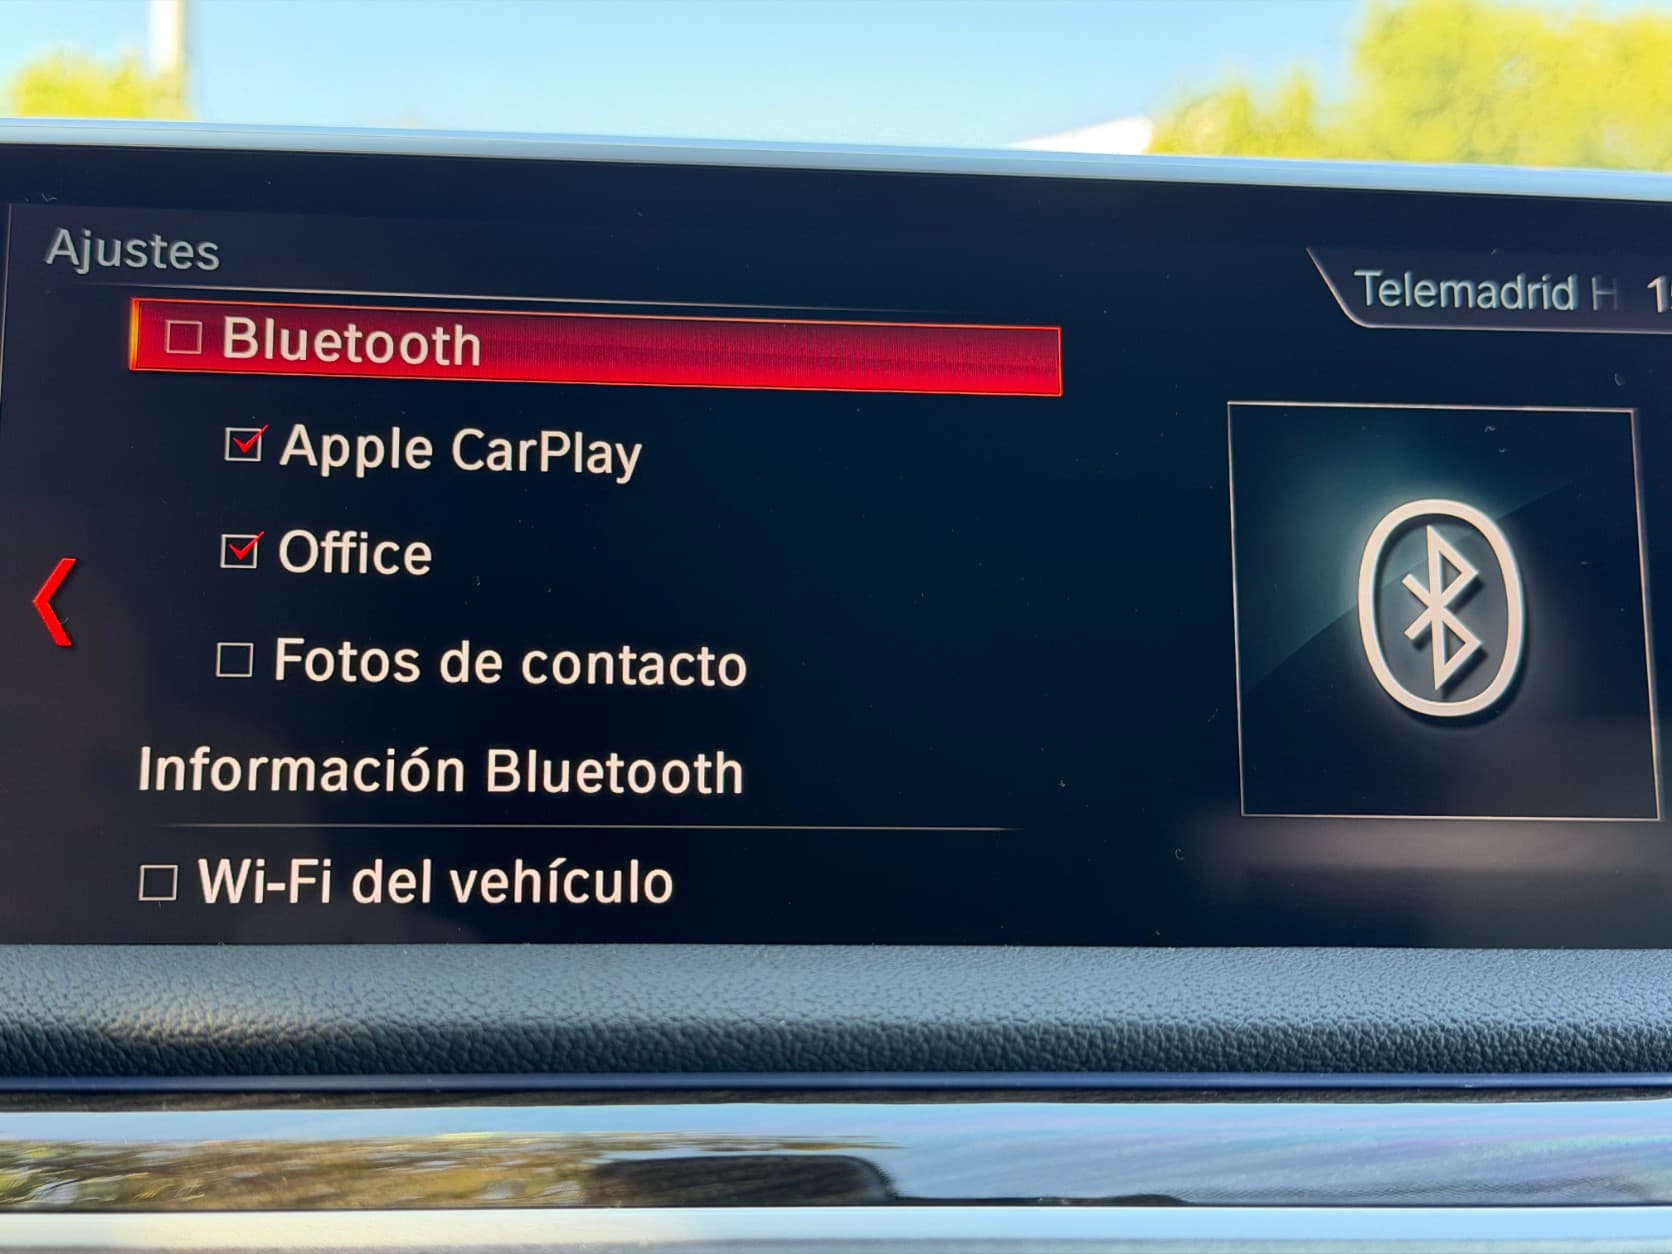 Ajustes
Telemadrid
Bluetooth
Apple CarPlay
Office
Fotos de contacto
Información Bluetooth
Wi-Fi del vehículo